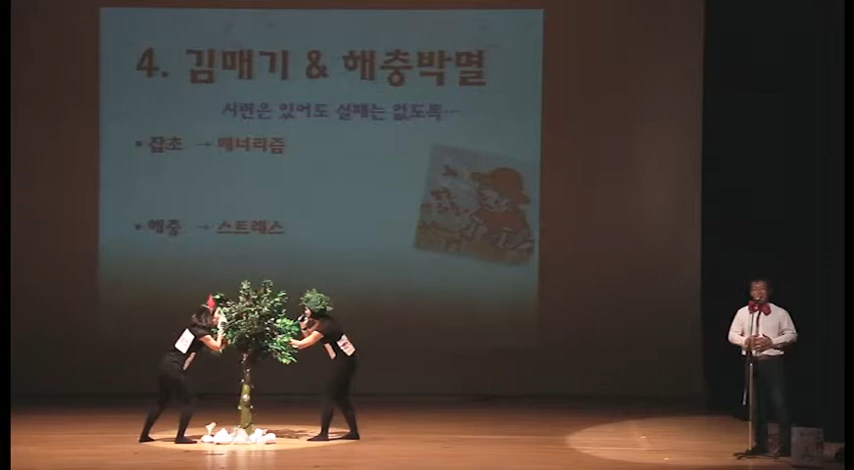 4. 김매기 & 해충박멸
시련은 있어도 실패는 없도록…
• 잡초 → 매너리즘
• 해충 → 스트레스